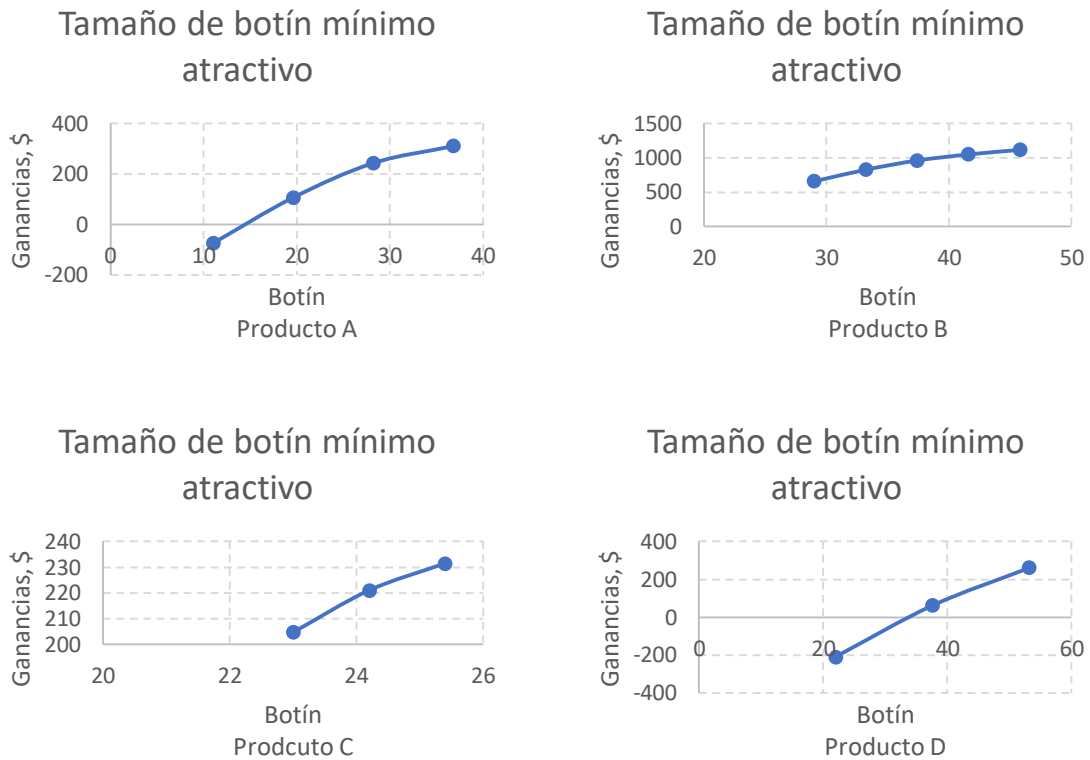 Tamaño de botín mínimo
atractivo
Ganancias, $
400
200
0
-200
0
10
20
30
40
Botín
Producto A
Tamaño de botín mínimo
atractivo
Ganancias, $
1500
1000
500
0
20
30
40
50
Botín
Producto B
Tamaño de botín mínimo
atractivo
Ganancias, $
240
230
220
210
200
20
22
24
26
Botín
Prodcuto C
Tamaño de botín mínimo
atractivo
Ganancias, $
400
200
0
-200
-400
0
20
40
60
Botín
Producto D